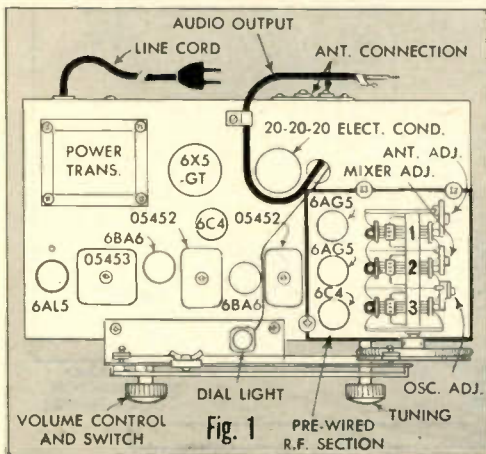 AUDIO OUTPUT
LINE CORD
ANT. CONNECTION
20-20-20 ELECT. COND.
POWER
TRANS.
6X5
-GT
ANT. ADJ.
MIXER ADJ.
6C4
05452
05452
6AG5
6BA6
05453
6AG5
6AL5
6BA6
6C4
1
2
3
DIAL LIGHT
OSC. ADJ.
VOLUME CONTROL
AND SWITCH
Fig. 1
PRE-WIRED
R.F. SECTION
TUNING